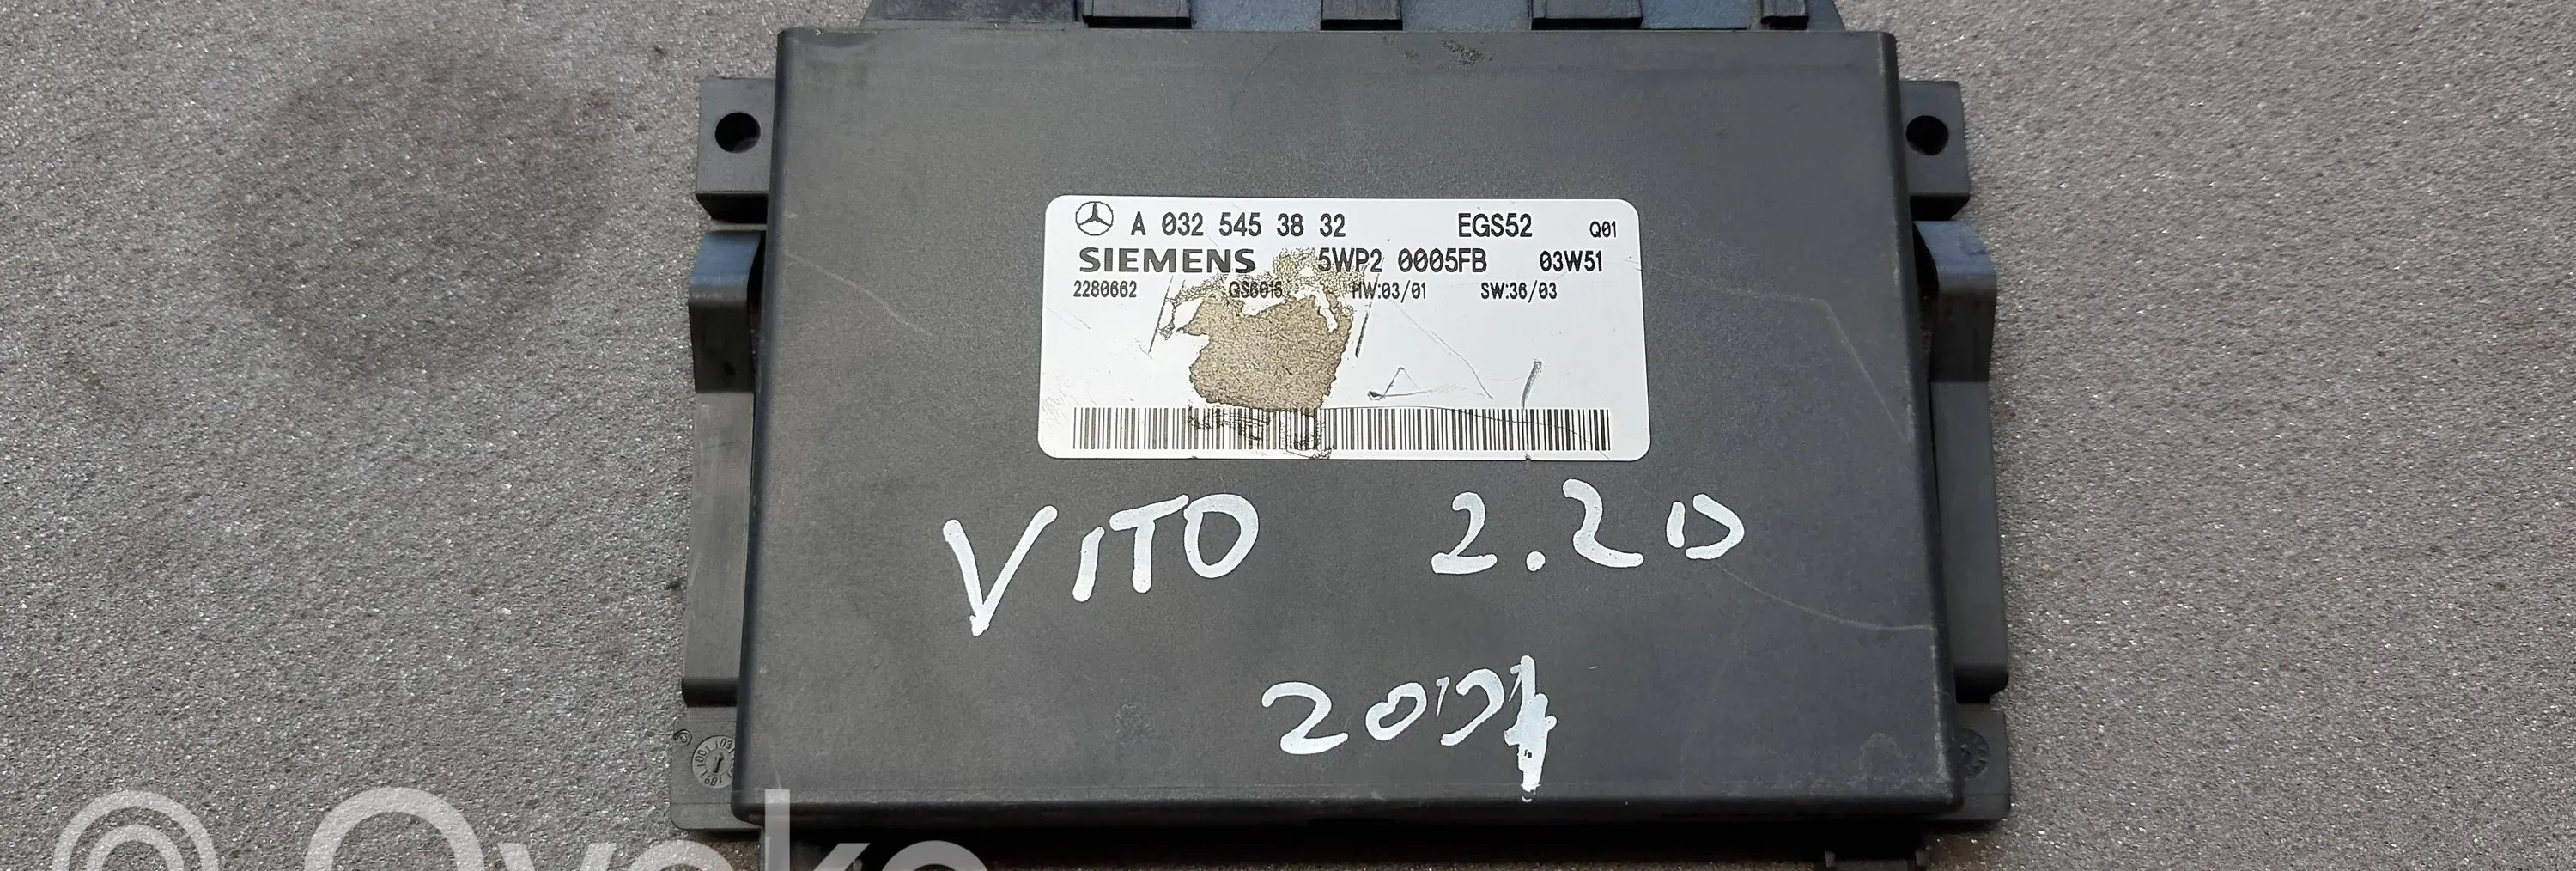 A 032 545 38 32 EGS52 Q01
SIEMENS 5WP2 0005FB 03W51
2280662 GS6015 HW:03/01 SW:36/03
VITO 2.2D
2007
Ovoko